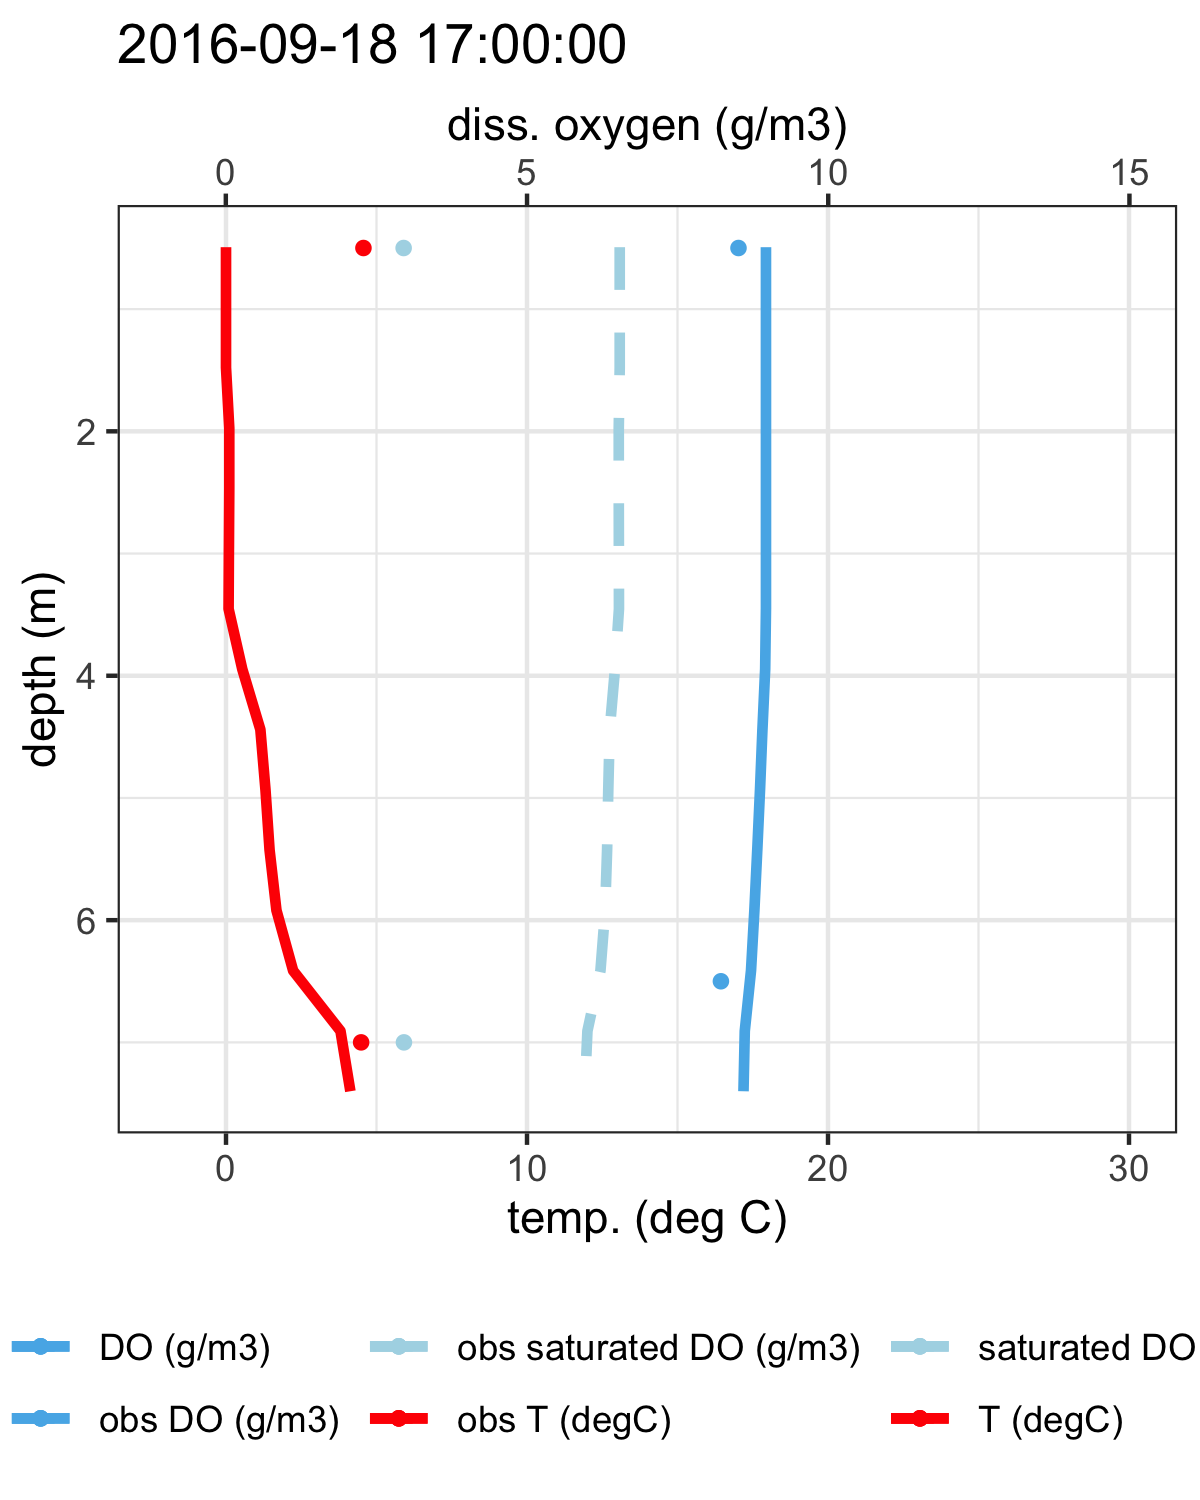 2016-09-18 17:00:00
diss. oxygen (g/m3)
0 5 10 15
depth (m)
2
4
6
0 10 20 30
temp. (deg C)
DO (g/m3) obs saturated DO (g/m3) saturated DO
obs DO (g/m3) obs T (degC) T (degC)